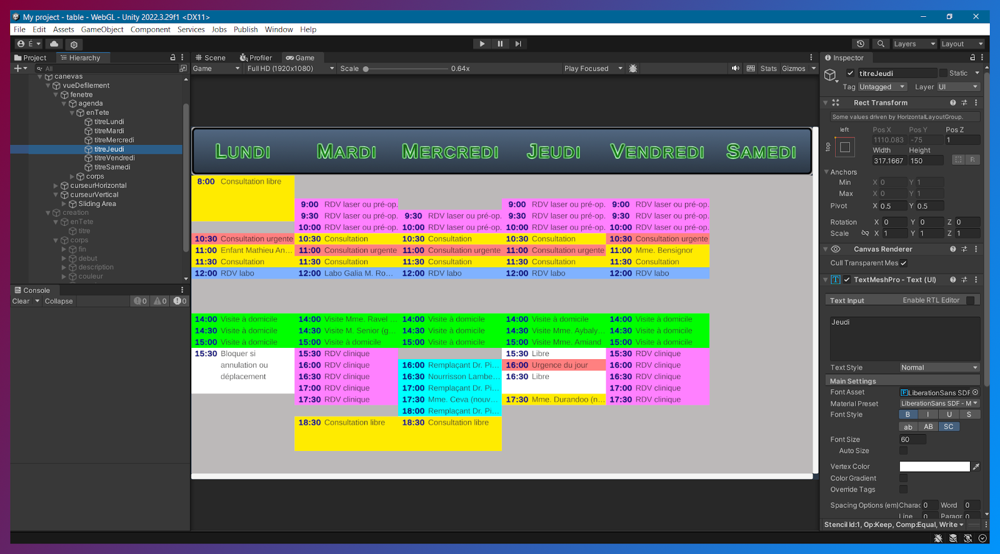 My project - table - WebGL - Unity 2022.3.29f1 <DX11>
File Edit Assets GameObject Component Services Jobs Publish Window Help
É Layers Layout
Project Hierarchy
All
canevas
vueDefilement
fenetre
agenda
enTete
titreLundi
titreMardi
titreMercredi
titreJeudi
titreVendredi
titreSamedi
corps
curseurHorizontal
curseurVertical
Sliding Area
creation
enTete
titre
corps
fin
debut
description
couleur
Console
Clear Collapse 0 0 0
Scene Profiler Game
Game Full HD (1920x1080) Scale 0.64x Play Focused Stats Gizmos
Lundi Mardi Mercredi Jeudi Vendredi Samedi
8:00 Consultation libre
9:00 RDV laser ou pré-op. 9:00 RDV laser ou pré-op. 9:00 RDV laser ou pré-op.
9:30 RDV laser ou pré-op. 9:30 RDV laser ou pré-op. 9:30 RDV laser ou pré-op. 9:30 RDV laser ou pré-op.
10:00 RDV laser ou pré-op. 10:00 RDV laser ou pré-op. 10:00 RDV laser ou pré-op. 10:00 RDV laser ou pré-op.
10:30 Consultation urgente 10:30 Consultation 10:30 Consultation 10:30 Consultation 10:30 Consultation urgente
11:00 Enfant Mathieu An... 11:00 Consultation urgente 11:00 Consultation urgente 11:00 Consultation urgente 11:00 Mme. Bensignor
11:30 Consultation 11:30 Consultation 11:30 Consultation 11:30 Consultation 11:30 Consultation
12:00 RDV labo 12:00 Labo Galia M. Ro... 12:00 RDV labo 12:00 RDV labo 12:00 RDV labo
14:00 Visite à domicile 14:00 Visite Mme. Ravel ... 14:00 Visite à domicile 14:00 Visite à domicile 14:00 Visite à domicile
14:30 Visite à domicile 14:30 Visite M. Senior (g... 14:30 Visite à domicile 14:30 Visite Mme. Aybaly... 14:30 Visite à domicile
15:00 Visite à domicile 15:00 Visite à domicile 15:00 Visite à domicile 15:00 Visite Mme. Amiand 15:00 Visite à domicile
15:30 Bloquer si 15:30 RDV clinique 15:30 Libre 15:30 RDV clinique
annulation ou 16:00 RDV clinique 16:00 Remplaçant Dr. Pi... 16:00 Urgence du jour 16:00 RDV clinique
déplacement 16:30 RDV clinique 16:30 Nourrisson Lambe... 16:30 Libre 16:30 RDV clinique
17:00 RDV clinique 17:00 Remplaçant Dr. Pi... 17:00 RDV clinique
17:30 RDV clinique 17:30 Mme. Ceva (nouv... 17:30 Mme. Durandoo (n... 17:30 RDV clinique
18:00 Remplaçant Dr. Pi...
18:30 Consultation libre 18:30 Consultation libre
Inspector
titreJeudi Static
Tag Untagged Layer UI
Rect Transform
Some values driven by HorizontalLayoutGroup.
left Pos X Pos Y Pos Z
top 1110.083 -75 1
Width Height
317.1667 150 R
Anchors
Min X 0 Y 1
Max X 0 Y 1
Pivot X 0.5 Y 0.5
Rotation X 0 Y 0 Z 0
Scale X 1 Y 1 Z 1
Canvas Renderer
Cull Transparent Mes
TextMeshPro - Text (UI)
Text Input Enable RTL Editor
Jeudi
Text Style Normal
Main Settings
Font Asset LiberationSans SDF
Material Preset LiberationSans SDF - M
Font Style B I U S
ab AB SC
Font Size 60
Auto Size
Vertex Color
Color Gradient
Override Tags
Spacing Options (em) Charac 0 Word 0
Line 0 Paragr 0
Stencil Id:1, Op:Keep, Comp:Equal, Write